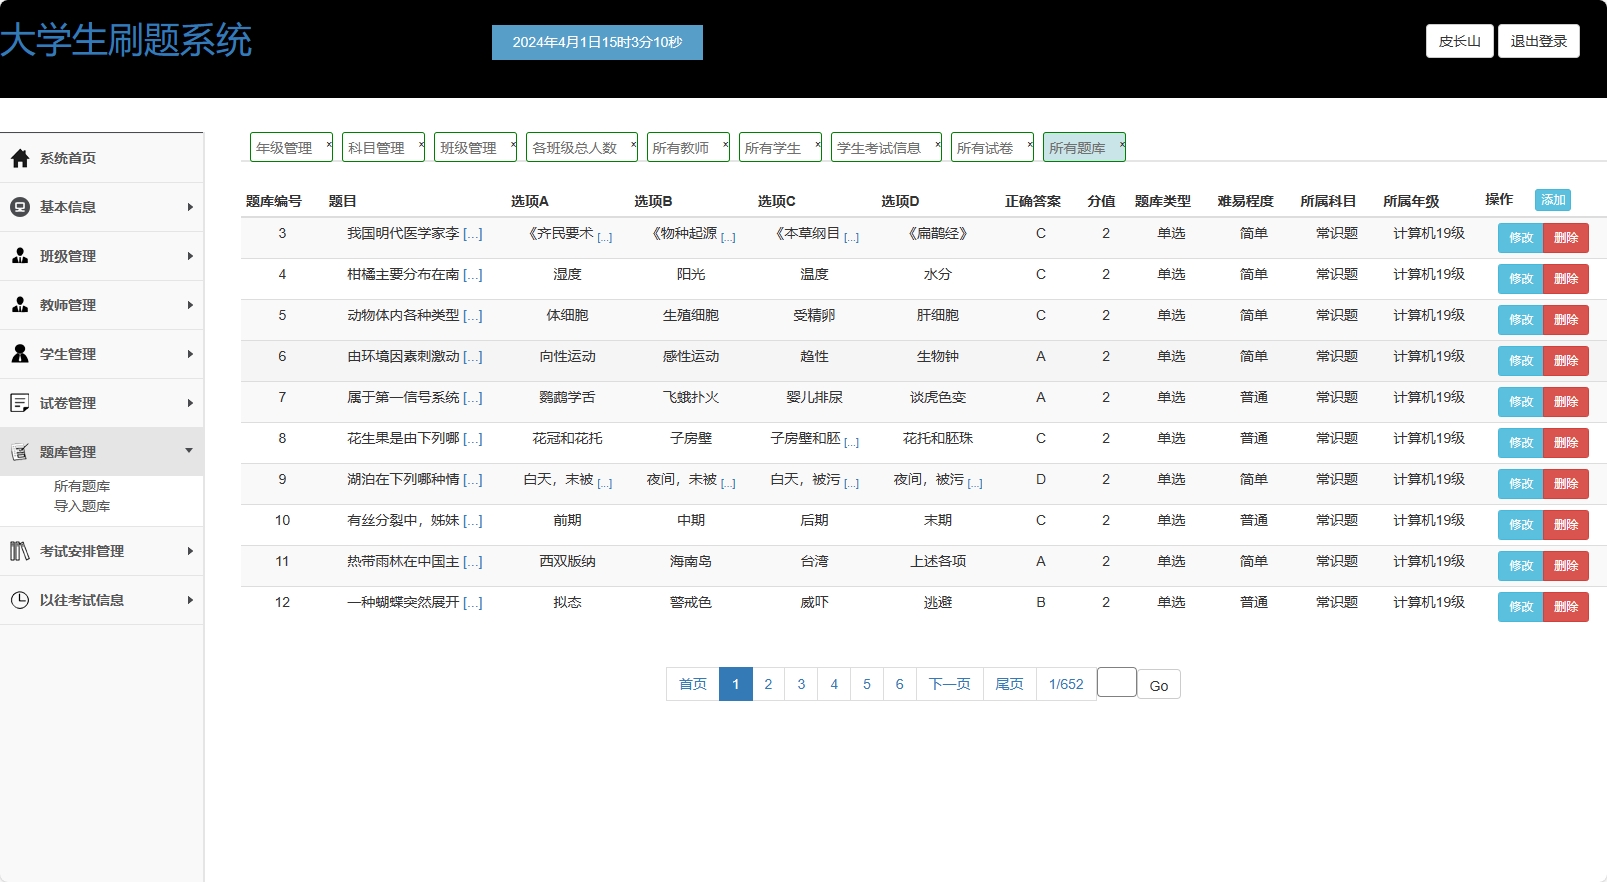 大学生刷题系统
2024年4月1日15时3分10秒
皮长山 退出登录
系统首页
基本信息
班级管理
教师管理
学生管理
试卷管理
题库管理
所有题库
导入题库
考试安排管理
以往考试信息
年级管理 × 科目管理 × 班级管理 × 各班级总人数 × 所有教师 × 所有学生 × 学生考试信息 × 所有试卷 × 所有题库 ×
题库编号 题目 选项A 选项B 选项C 选项D 正确答案 分值 题库类型 难易程度 所属科目 所属年级 操作 添加
3 我国明代医学家李 [...] 《齐民要术 [...] 《物种起源 [...] 《本草纲目 [...] 《扁鹊经》 C 2 单选 简单 常识题 计算机19级 修改 删除
4 柑橘主要分布在南 [...] 湿度 阳光 温度 水分 C 2 单选 简单 常识题 计算机19级 修改 删除
5 动物体内各种类型 [...] 体细胞 生殖细胞 受精卵 肝细胞 C 2 单选 简单 常识题 计算机19级 修改 删除
6 由环境因素刺激动 [...] 向性运动 感性运动 趋性 生物钟 A 2 单选 简单 常识题 计算机19级 修改 删除
7 属于第一信号系统 [...] 鹦鹉学舌 飞蛾扑火 婴儿排尿 谈虎色变 A 2 单选 普通 常识题 计算机19级 修改 删除
8 花生果是由下列哪 [...] 花冠和花托 子房壁 子房壁和胚 [...] 花托和胚珠 C 2 单选 普通 常识题 计算机19级 修改 删除
9 湖泊在下列哪种情 [...] 白天，未被 [...] 夜间，未被 [...] 白天，被污 [...] 夜间，被污 [...] D 2 单选 简单 常识题 计算机19级 修改 删除
10 有丝分裂中，姊妹 [...] 前期 中期 后期 末期 C 2 单选 普通 常识题 计算机19级 修改 删除
11 热带雨林在中国主 [...] 西双版纳 海南岛 台湾 上述各项 A 2 单选 简单 常识题 计算机19级 修改 删除
12 一种蝴蝶突然展开 [...] 拟态 警戒色 威吓 逃避 B 2 单选 普通 常识题 计算机19级 修改 删除
首页 1 2 3 4 5 6 下一页 尾页 1/652 Go